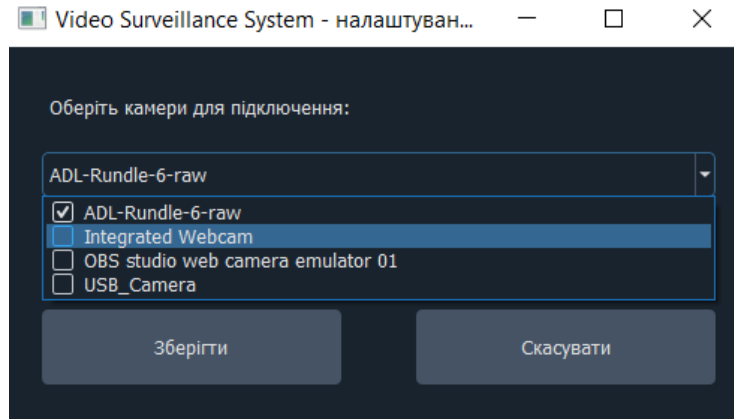 Video Surveillance System - налаштуван...
Оберіть камери для підключення:
ADL-Rundle-6-raw
ADL-Rundle-6-raw
Integrated Webcam
OBS studio web camera emulator 01
USB_Camera
Зберігти
Скасувати